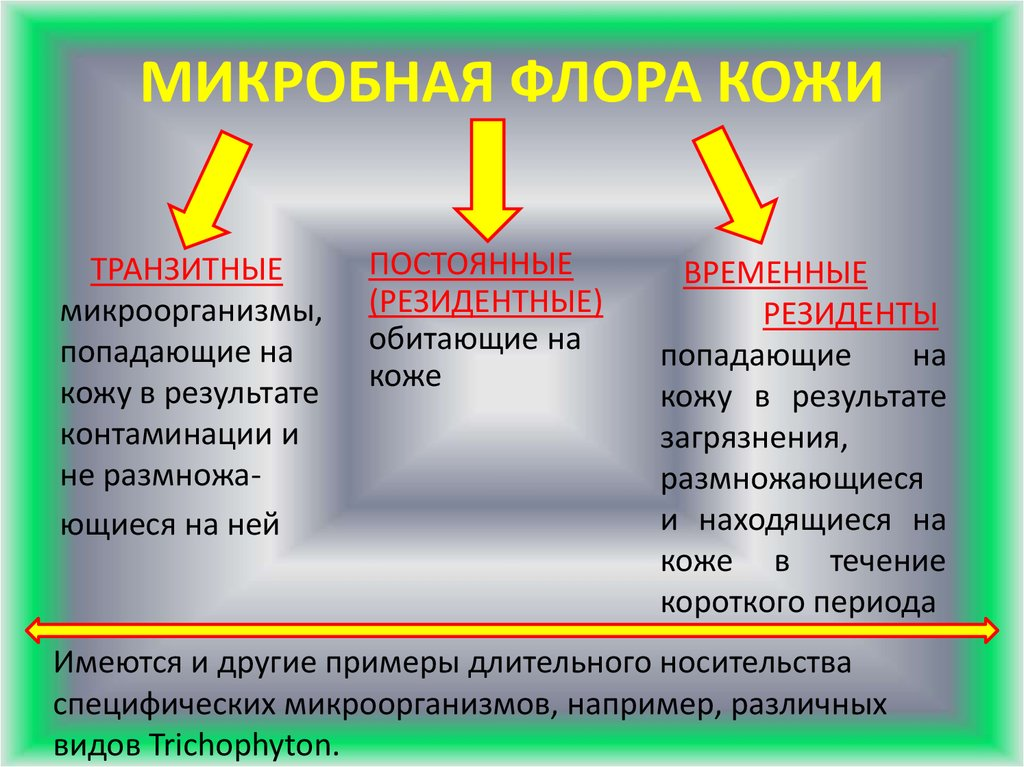 МИКРОБНАЯ ФЛОРА КОЖИ
ТРАНЗИТНЫЕ
микроорганизмы,
попадающие на
кожу в результате
контаминации и
не размножа-
ющиеся на ней
ПОСТОЯННЫЕ
(РЕЗИДЕНТНЫЕ)
обитающие на
коже
ВРЕМЕННЫЕ
РЕЗИДЕНТЫ
попадающие на
кожу в результате
загрязнения,
размножающиеся
и находящиеся на
коже в течение
короткого периода
Имеются и другие примеры длительного носительства
специфических микроорганизмов, например, различных
видов Trichophyton.